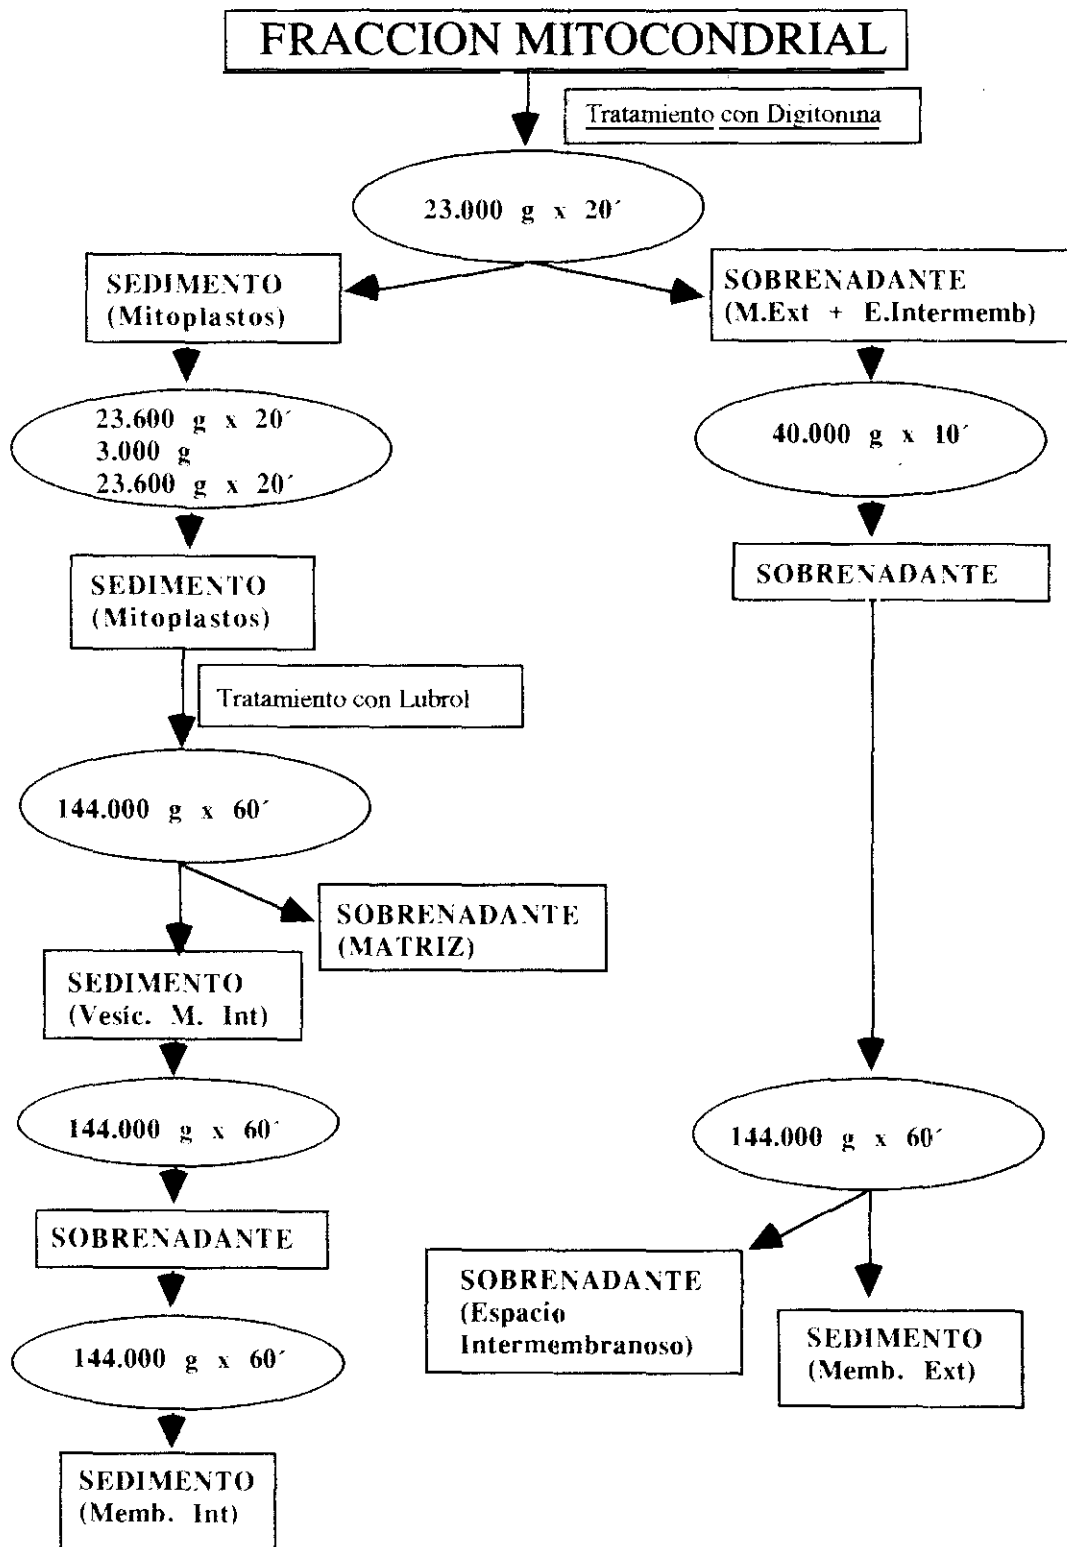 FRACCION MITOCONDRIAL
Tratamiento con Digitonina
23.000 g x 20´
SEDIMENTO
(Mitoplastos)
SOBRENADANTE
(M.Ext + E.Intermemb)
23.600 g x 20´
3.000 g
23.600 g x 20´
40.000 g x 10´
SEDIMENTO
(Mitoplastos)
SOBRENADANTE
Tratamiento con Lubrol
144.000 g x 60´
SOBRENADANTE
(MATRIZ)
SEDIMENTO
(Vesic. M. Int)
144.000 g x 60´
144.000 g x 60´
SOBRENADANTE
SOBRENADANTE
(Espacio
Intermembranoso)
SEDIMENTO
(Memb. Ext)
144.000 g x 60´
SEDIMENTO
(Memb. Int)